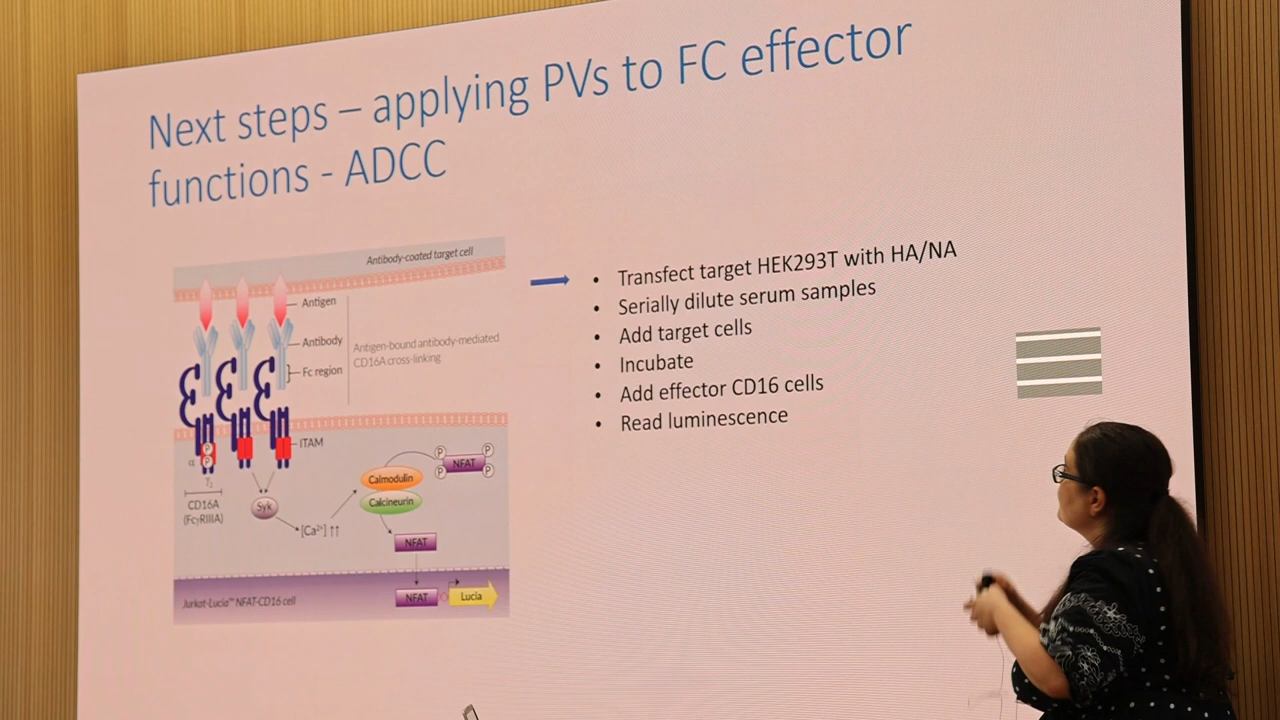 Next steps – applying PVs to FC effector
functions - ADCC
Antibody-coated target cell
Antigen
Antibody
Fc region
Antigen-bound antibody-mediated
CD16A cross-linking
ITAM
P
P
α
γ2
CD16A
(FcγRIIIA)
Syk
[Ca2+] ↑↑
Calmodulin
Calcineurin
P
P
NFAT
P
P
NFAT
NFAT
Lucia
Jurkat-Lucia™ NFAT-CD16 cell
• Transfect target HEK293T with HA/NA
• Serially dilute serum samples
• Add target cells
• Incubate
• Add effector CD16 cells
• Read luminescence